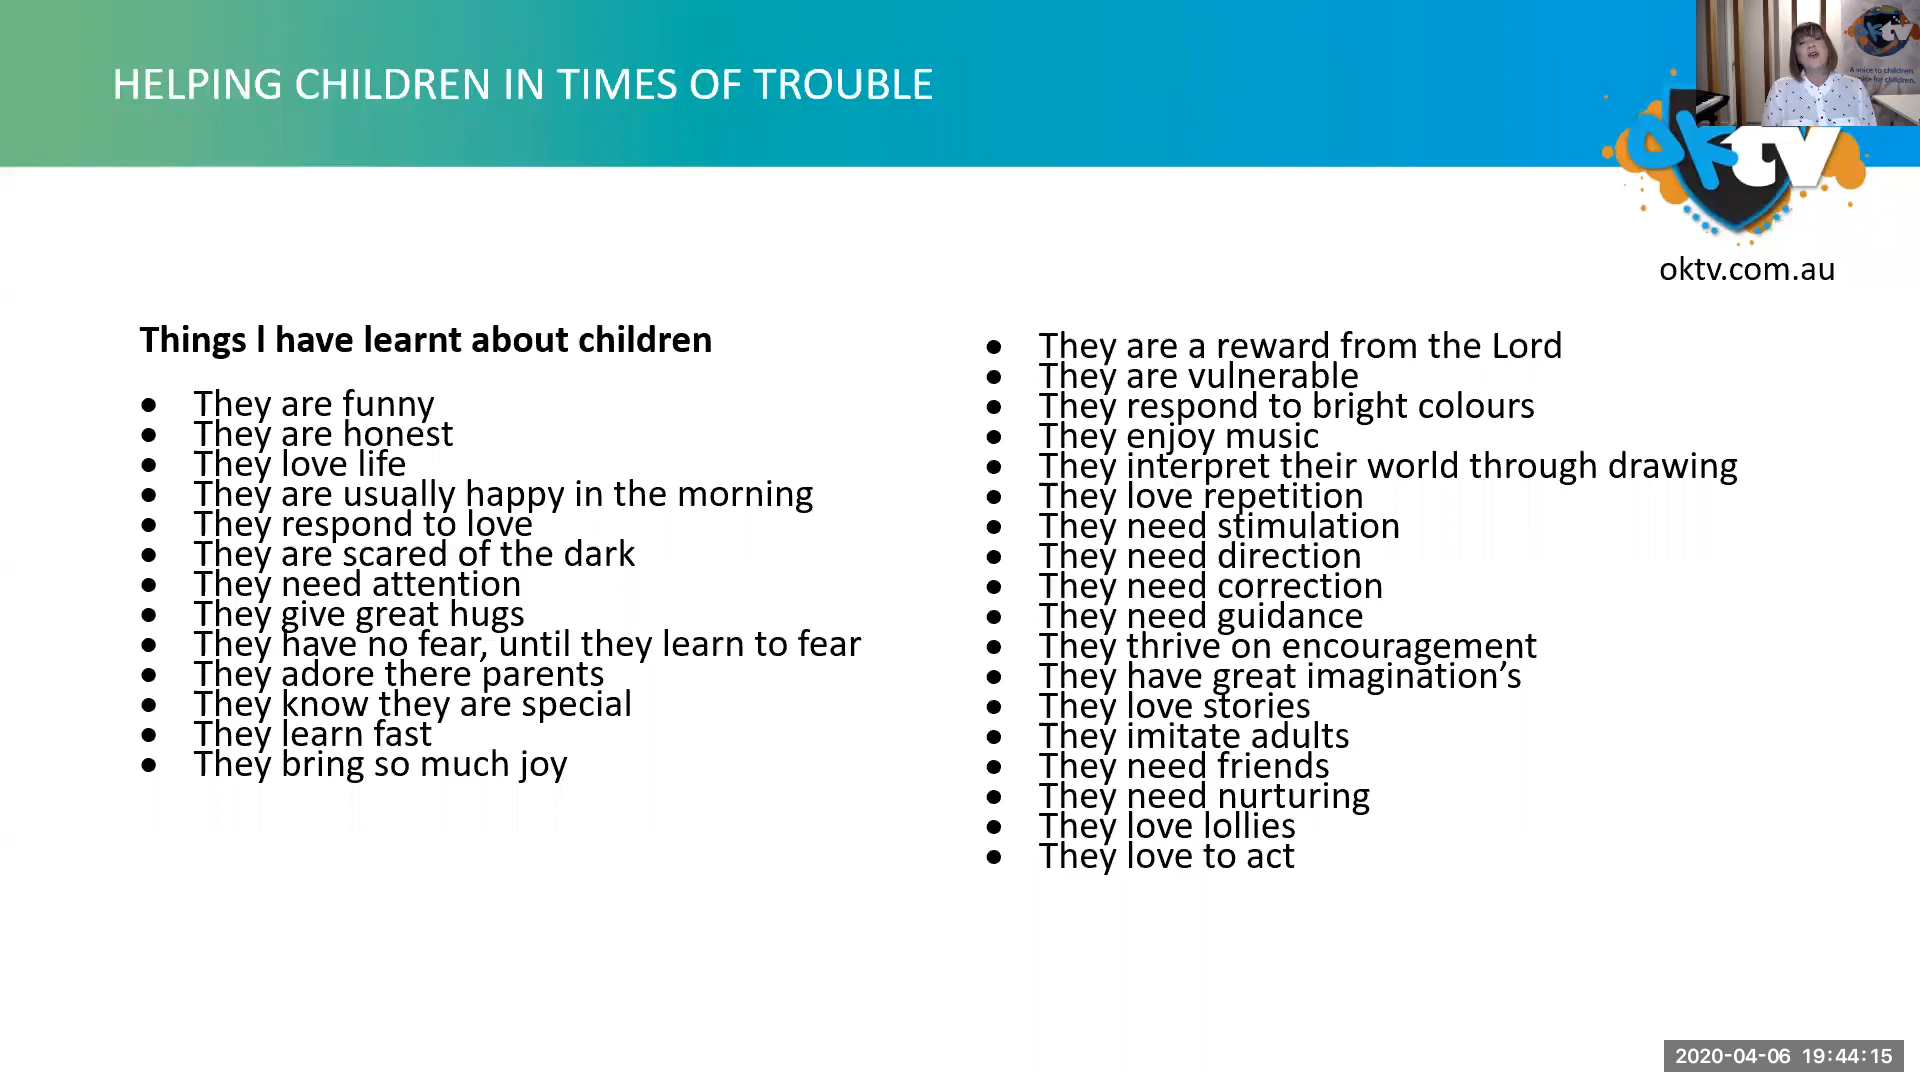 HELPING CHILDREN IN TIMES OF TROUBLE
oktv
A voice to children.
for children.
oktv
oktv.com.au
Things I have learnt about children
• They are funny
• They are honest
• They love life
• They are usually happy in the morning
• They respond to love
• They are scared of the dark
• They need attention
• They give great hugs
• They have no fear, until they learn to fear
• They adore there parents
• They know they are special
• They learn fast
• They bring so much joy
• They are a reward from the Lord
• They are vulnerable
• They respond to bright colours
• They enjoy music
• They interpret their world through drawing
• They love repetition
• They need stimulation
• They need direction
• They need correction
• They need guidance
• They thrive on encouragement
• They have great imagination’s
• They love stories
• They imitate adults
• They need friends
• They need nurturing
• They love lollies
• They love to act
2020-04-06 19:44:15